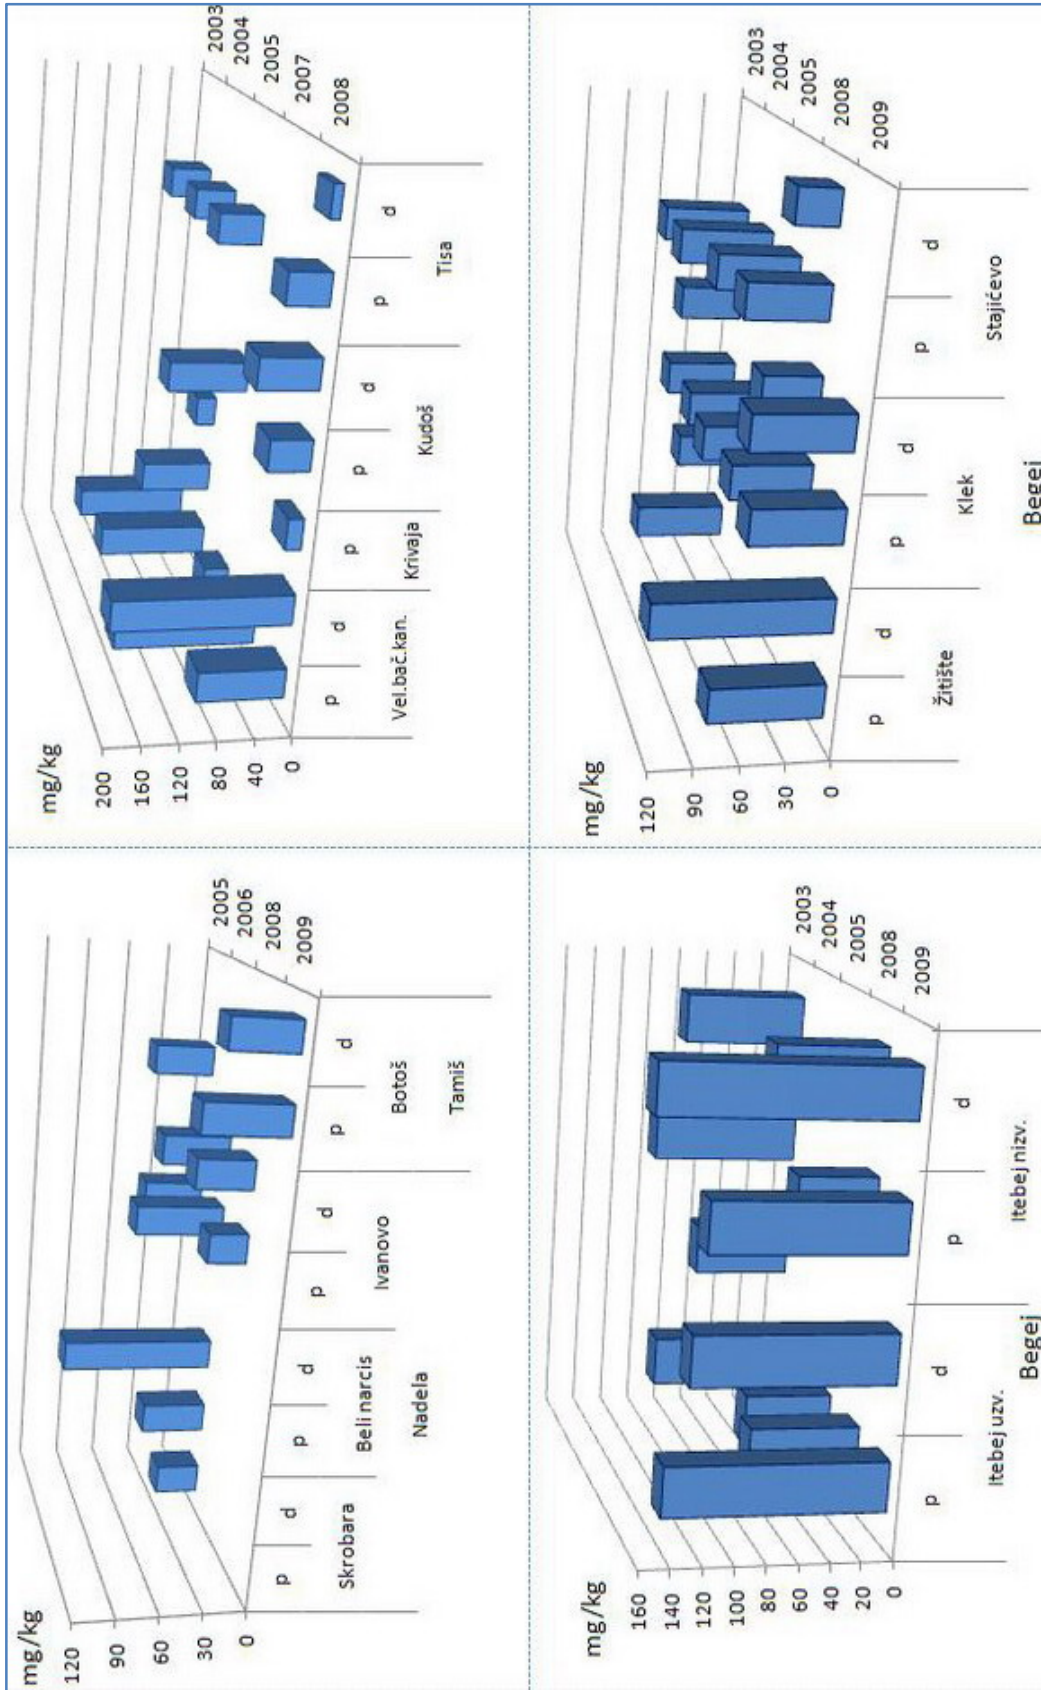 mg/kg
120
90
60
30
0
2005
2006
2008
2009
p d p d p d p d
Skrobara Beli narcis Ivanovo Botoš
Nadela Tamiš
mg/kg
200
160
120
80
40
0
2003
2004
2005
2007
2008
p d p p d p d
Vel.bač.kan. Krivaja Kudoš Tisa
mg/kg
160
140
120
100
80
60
40
20
0
2003
2004
2005
2008
2009
p d p d
Itebej uzv. Itebej nizv.
Begej
mg/kg
120
90
60
30
0
2003
2004
2005
2008
2009
p d p d p d
Žitište Klek Stajićevo
Begej